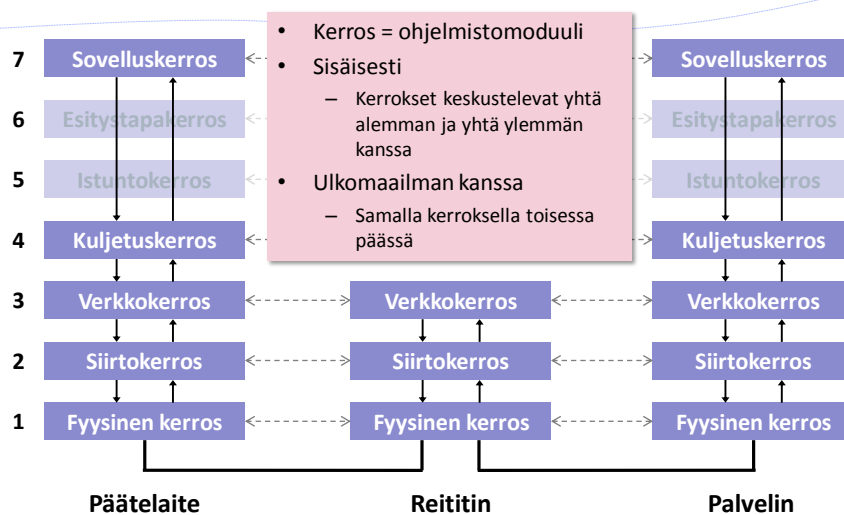 • Kerros = ohjelmistomoduuli
• Sisäisesti
– Kerrokset keskustelevat yhtä
alemman ja yhtä ylemmän
kanssa
• Ulkomaailman kanssa
– Samalla kerroksella toisessa
päässä
7 Sovelluskerros Sovelluskerros
6 Esitystapakerros Esitystapakerros
5 Istuntokerros Istuntokerros
4 Kuljetuskerros Kuljetuskerros
3 Verkkokerros Verkkokerros Verkkokerros
2 Siirtokerros Siirtokerros Siirtokerros
1 Fyysinen kerros Fyysinen kerros Fyysinen kerros
Päätelaite Reititin Palvelin